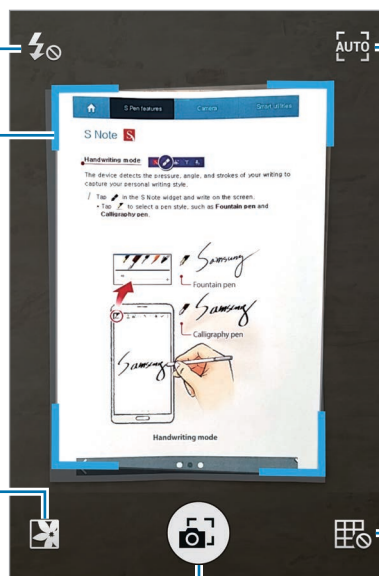 AUTO
S Pen features
Camera
Smart utilities
S Note
Handwriting mode
The device detects the pressure, angle, and strokes of your writing to
capture your personal writing style.
1 Tap in the S Note widget and write on the screen.
• Tap to select a pen style, such as Fountain pen and
Calligraphy pen.
Samsung
Fountain pen
Samsung
Calligraphy pen
Samsung
Handwriting mode